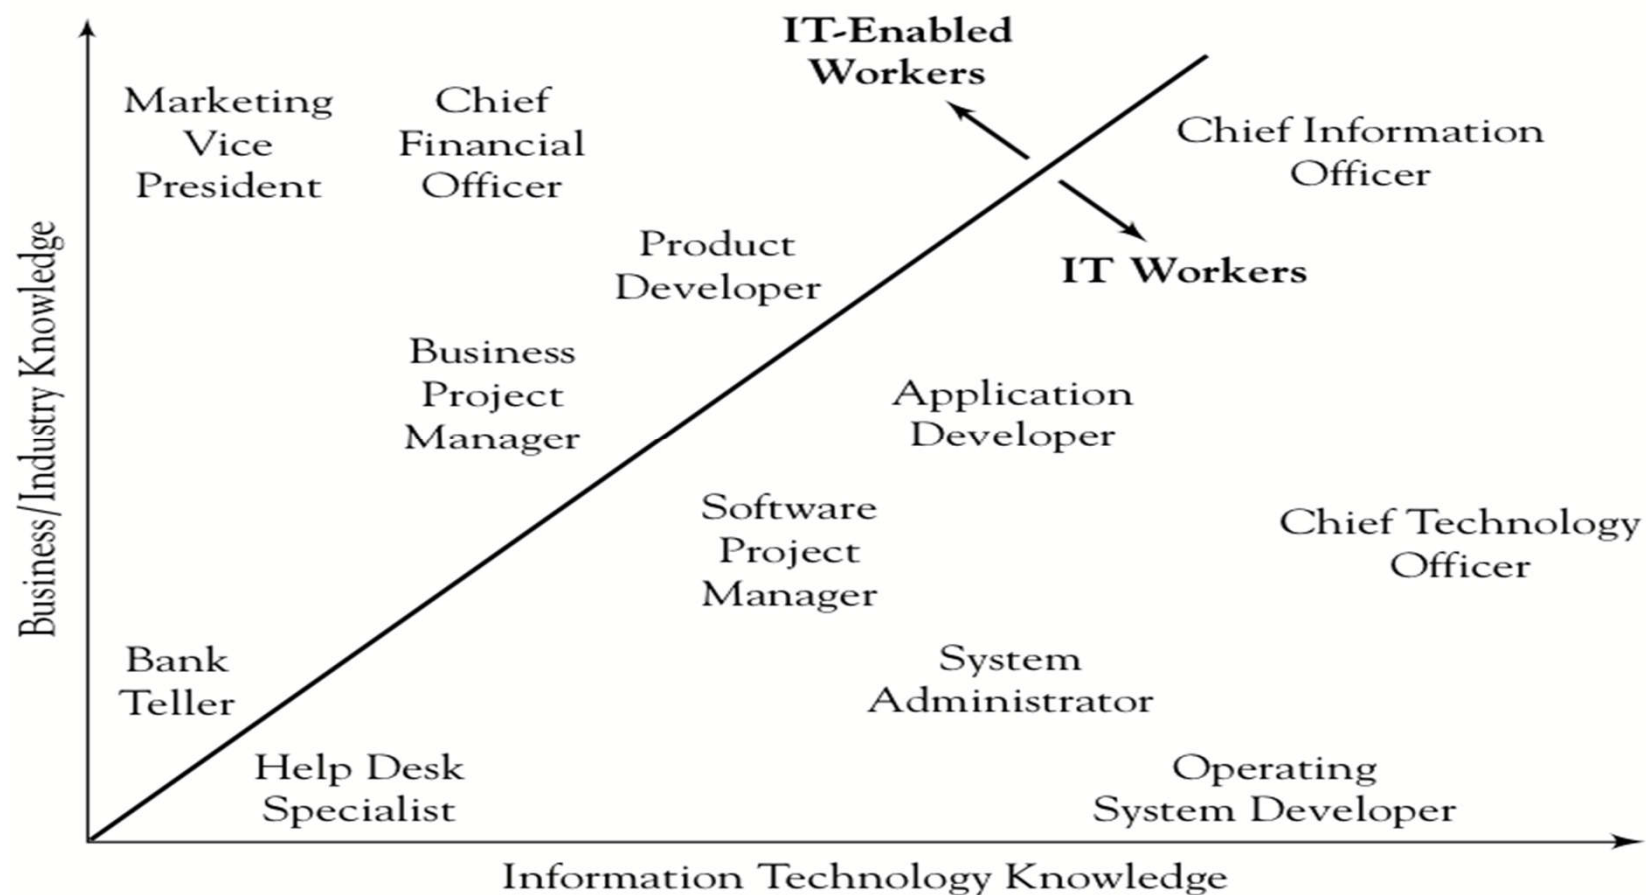 IT-Enabled
Workers
Marketing
Vice
President
Chief
Financial
Officer
Chief Information
Officer
Product
Developer
IT Workers
Business
Project
Manager
Application
Developer
Software
Project
Manager
Chief Technology
Officer
Bank
Teller
System
Administrator
Help Desk
Specialist
Operating
System Developer
Business/Industry Knowledge
Information Technology Knowledge